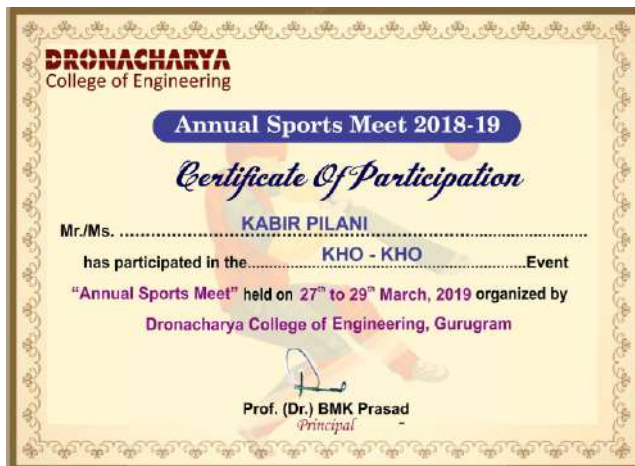 DRONACHARYA
College of Engineering
Annual Sports Meet 2018-19
Certificate Of Participation
Mr./Ms. ........KABIR PILANI........
has participated in the........KHO - KHO........Event
"Annual Sports Meet" held on 27th to 29th March, 2019 organized by
Dronacharya College of Engineering, Gurugram
Prof. (Dr.) BMK Prasad
Principal